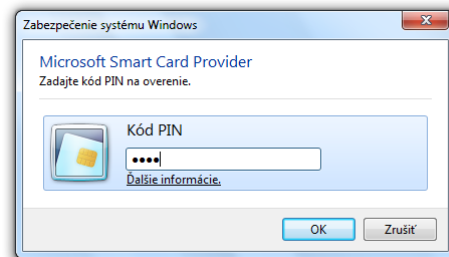 Zabezpečenie systému Windows
Microsoft Smart Card Provider
Zadajte kód PIN na overenie.
Kód PIN
••••
Ďalšie informácie.
OK Zrušiť